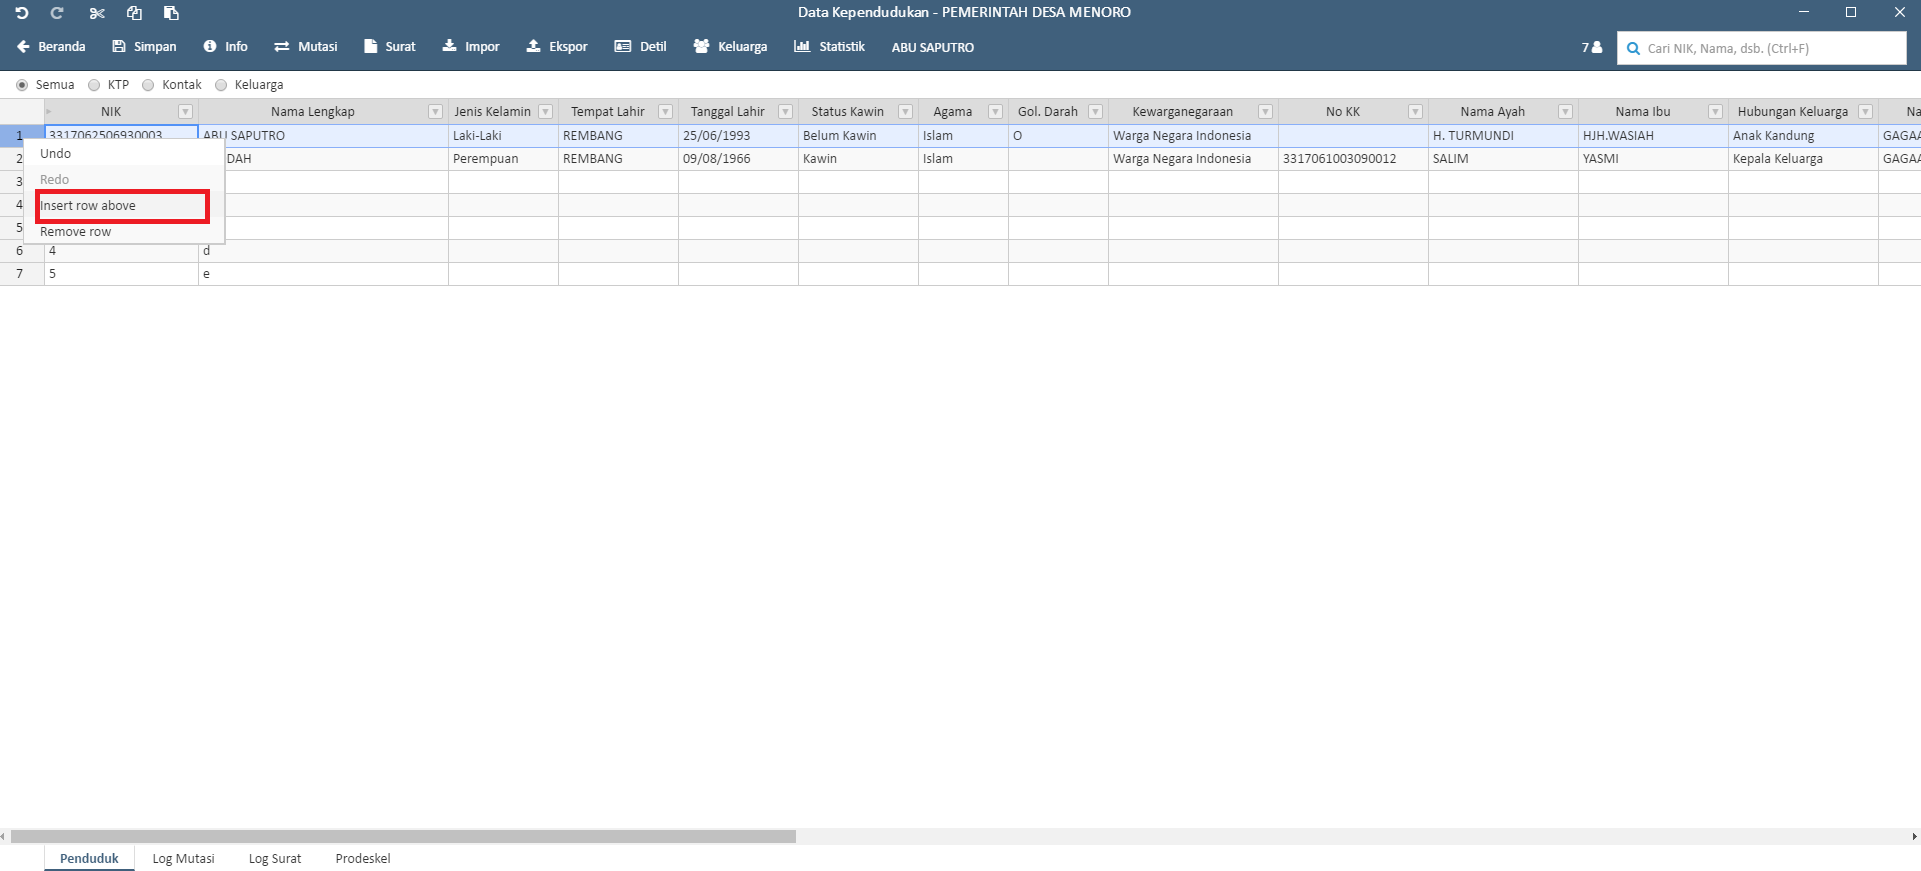 Data Kependudukan - PEMERINTAH DESA MENORO
Beranda Simpan Info Mutasi Surat Impor Ekspor Detil Keluarga Statistik ABU SAPUTRO 7 Cari NIK, Nama, dsb. (Ctrl+F)
Semua KTP Kontak Keluarga
NIK Nama Lengkap Jenis Kelamin Tempat Lahir Tanggal Lahir Status Kawin Agama Gol. Darah Kewarganegaraan No KK Nama Ayah Nama Ibu Hubungan Keluarga Na
1 3317062506930003 ABU SAPUTRO Laki-Laki REMBANG 25/06/1993 Belum Kawin Islam O Warga Negara Indonesia H. TURMUNDI HJH.WASIAH Anak Kandung GAGAA
2 DAH Perempuan REMBANG 09/08/1966 Kawin Islam Warga Negara Indonesia 3317061003090012 SALIM YASMI Kepala Keluarga GAGAA
3
4
5
6 4 d
7 5 e
Undo
Redo
Insert row above
Remove row
Penduduk Log Mutasi Log Surat Prodeskel